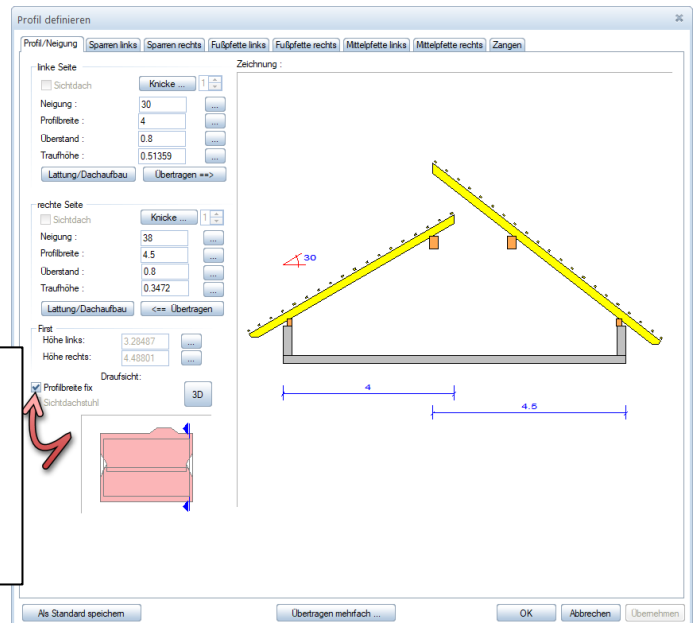 Profil definieren
Profil/Neigung Sparren links Sparren rechts Fußpfette links Fußpfette rechts Mittelpfette links Mittelpfette rechts Zangen
linke Seite
Sichtdach Knicke ... 1
Neigung : 30 ...
Profilbreite : 4 ...
Überstand : 0.8 ...
Traufhöhe : 0.51359 ...
Lattung/Dachaufbau Übertragen ==>
rechte Seite
Sichtdach Knicke ... 1
Neigung : 38 ...
Profilbreite : 4.5 ...
Überstand : 0.8 ...
Traufhöhe : 0.3472 ...
Lattung/Dachaufbau <== Übertragen
First
Höhe links: 3.28487 ...
Höhe rechts: 4.48801 ...
Draufsicht:
Profilbreite fix
Sichtdachstuhl
3D
Zeichnung :
30
4
4.5
Als Standard speichern Übertragen mehrfach ... OK Abbrechen Übernehmen